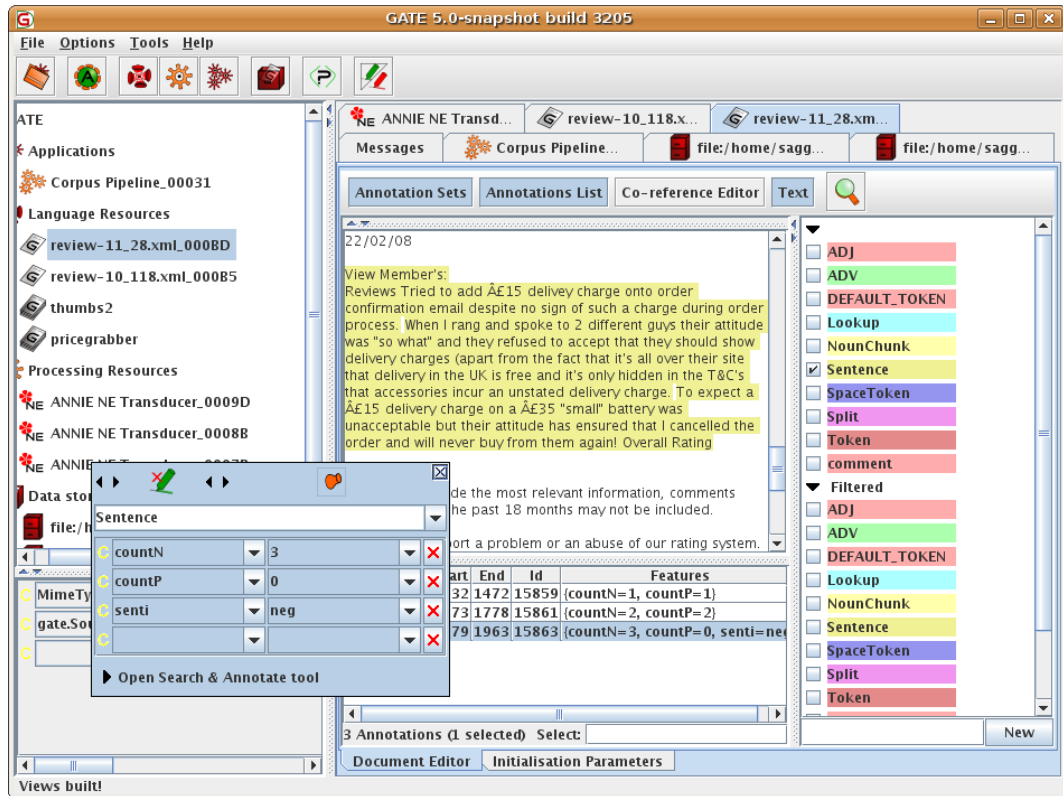 GATE 5.0-snapshot build 3205
File Options Tools Help
ATE
Applications
Corpus Pipeline_00031
Language Resources
review-11_28.xml_000BD
review-10_118.xml_000B5
thumbs2
pricegrabber
Processing Resources
NE ANNIE NE Transducer_0009D
NE ANNIE NE Transducer_0008B
NE ANNIE
Data stor
file:/h
MimeTy
gate.Sou
NE ANNIE NE Transd... review-10_118.x... review-11_28.xm...
Messages Corpus Pipeline... file:/home/sagg... file:/home/sagg...
Annotation Sets Annotations List Co-reference Editor Text
22/02/08
View Member's:
Reviews Tried to add Â£15 delivey charge onto order
confirmation email despite no sign of such a charge during order
process. When I rang and spoke to 2 different guys their attitude
was "so what" and they refused to accept that they should show
delivery charges (apart from the fact that it's all over their site
that delivery in the UK is free and it's only hidden in the T&C's
that accessories incur an unstated delivery charge. To expect a
Â£15 delivery charge on a Â£35 "small" battery was
unacceptable but their attitude has ensured that I cancelled the
order and will never buy from them again! Overall Rating
de the most relevant information, comments
he past 18 months may not be included.
ort a problem or an abuse of our rating system.
art End Id Features
32 1472 15859 {countN=1, countP=1}
73 1778 15861 {countN=2, countP=2}
79 1963 15863 {countN=3, countP=0, senti=neg
3 Annotations (1 selected) Select:
Document Editor Initialisation Parameters
ADJ
ADV
DEFAULT_TOKEN
Lookup
NounChunk
Sentence
SpaceToken
Split
Token
comment
Filtered
ADJ
ADV
DEFAULT_TOKEN
Lookup
NounChunk
Sentence
SpaceToken
Split
Token
New
Sentence
C countN 3
C countP 0
C senti neg
C
Open Search & Annotate tool
Views built!